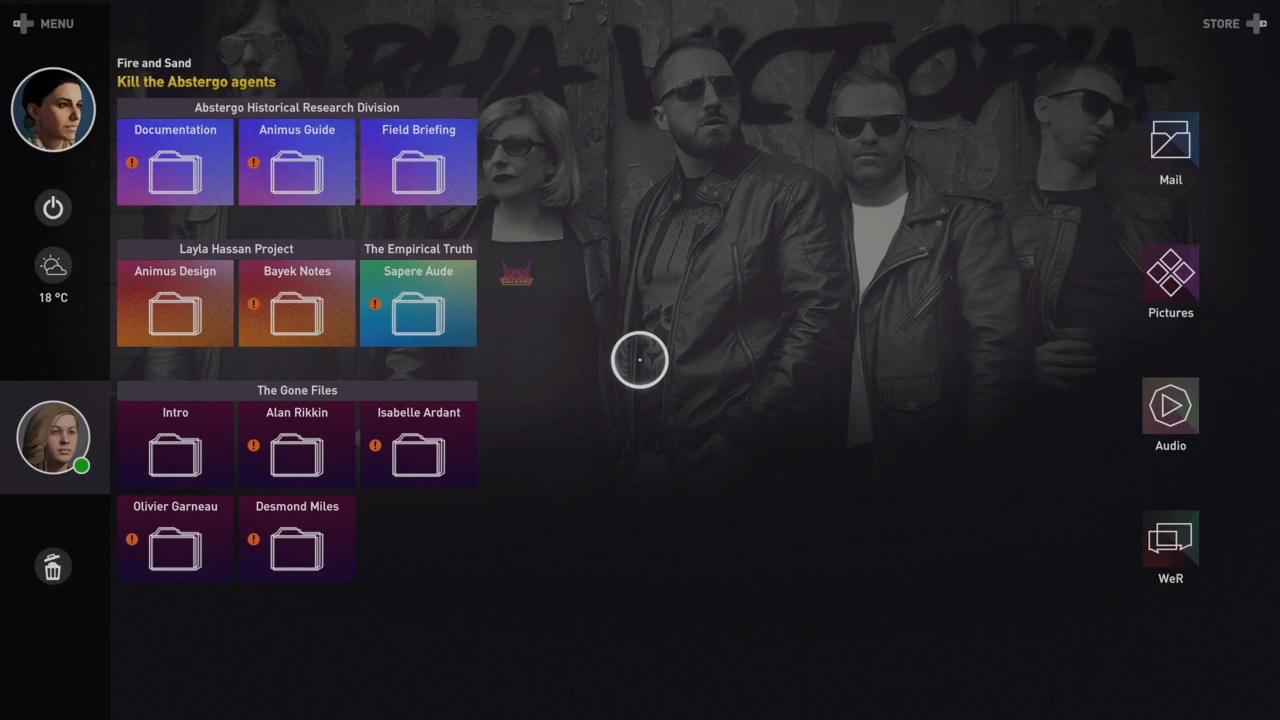 MENU
STORE
Fire and Sand
Kill the Abstergo agents
Abstergo Historical Research Division
Documentation
Animus Guide
Field Briefing
Layla Hassan Project
The Empirical Truth
Animus Design
Bayek Notes
Sapere Aude
18 °C
The Gone Files
Intro
Alan Rikkin
Isabelle Ardant
Olivier Garneau
Desmond Miles
Mail
Pictures
Audio
WeR
VICTORIA